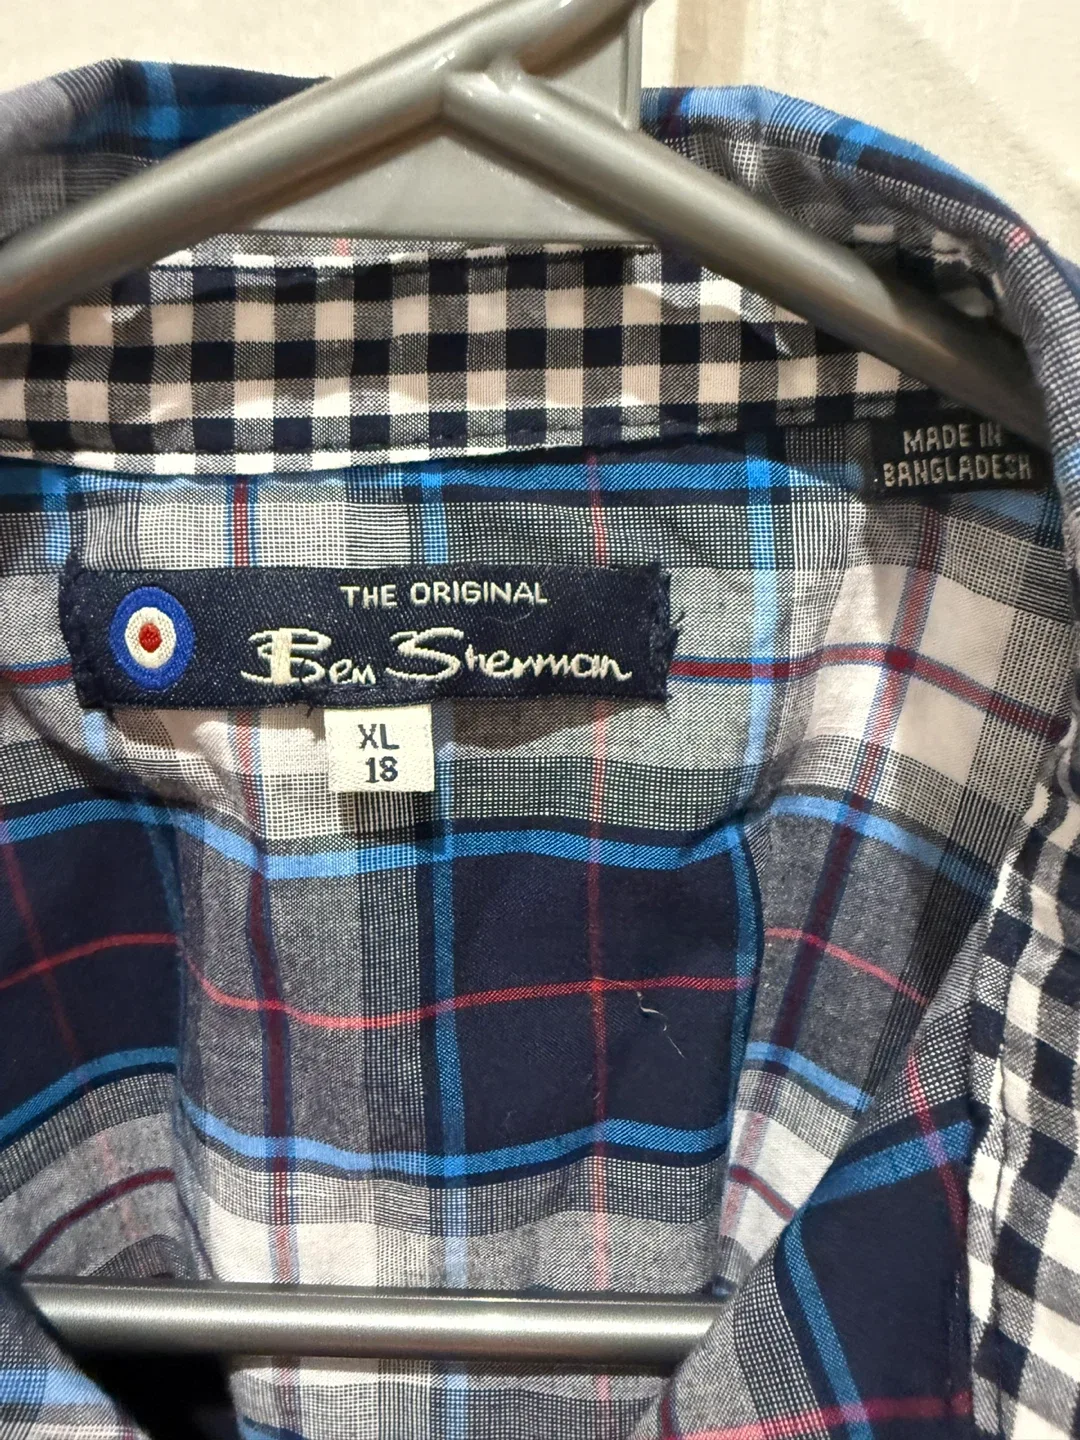 MADE IN
BANGLADESH
THE ORIGINAL
Ben Sherman
XL
18